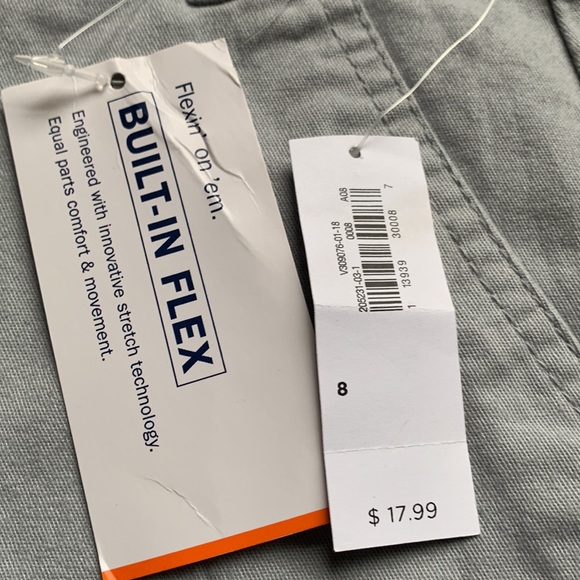 Flexin' on 'em.
BUILT-IN FLEX
Engineered with innovative stretch technology.
Equal parts comfort & movement.
A08
V309076-01-18
0008
205231-03-1
1 13939 30008 7
8
$ 17.99